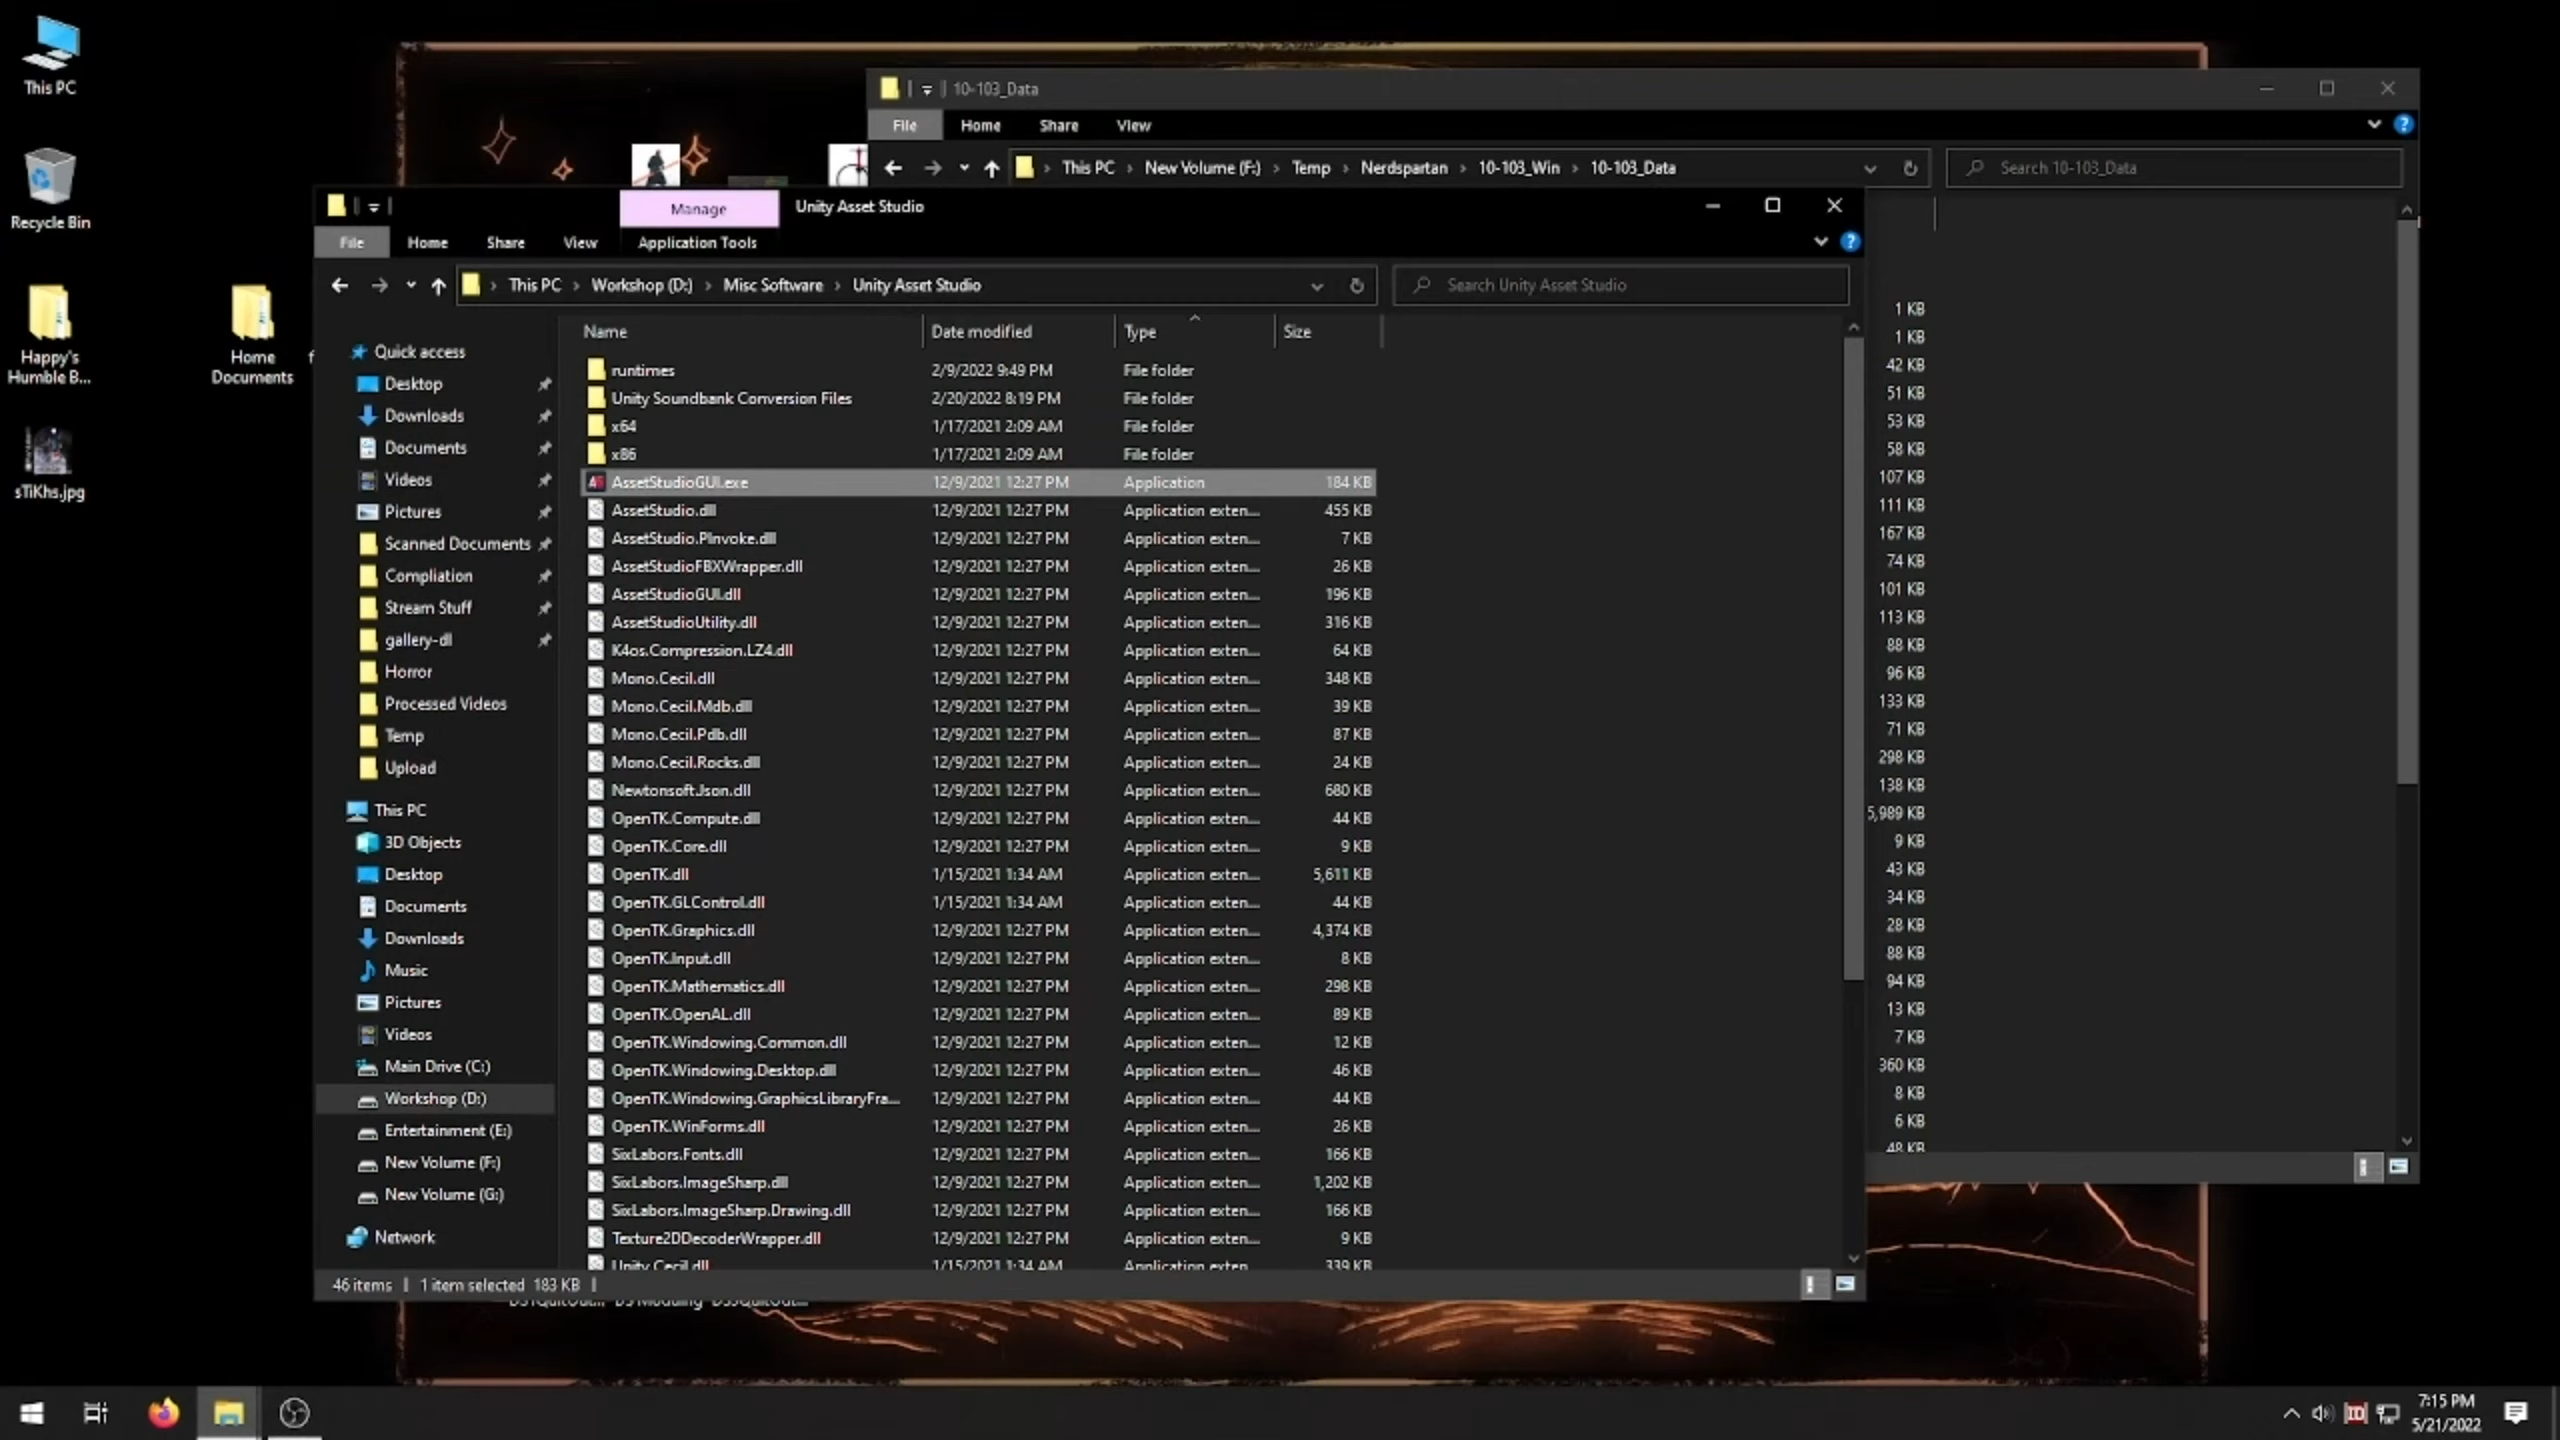 This PC
Recycle Bin
Happy's
Humble B...
Home
Documents
sTiKhs.jpg
10-103_Data
File Home Share View
This PC New Volume (F:) Temp Nerdspartan 10-103_Win 10-103_Data
Search 10-103_Data
Manage Unity Asset Studio
File Home Share View Application Tools
This PC Workshop (D:) Misc Software Unity Asset Studio
Search Unity Asset Studio
Quick access
Desktop
Downloads
Documents
Videos
Pictures
Scanned Documents
Compliation
Stream Stuff
gallery-dl
Horror
Processed Videos
Temp
Upload
This PC
3D Objects
Desktop
Documents
Downloads
Music
Pictures
Videos
Main Drive (C:)
Workshop (D:)
Entertainment (E:)
New Volume (F:)
New Volume (G:)
Network
Name Date modified Type Size
runtimes 2/9/2022 9:49 PM File folder
Unity Soundbank Conversion Files 2/20/2022 8:19 PM File folder
x64 1/17/2021 2:09 AM File folder
x86 1/17/2021 2:09 AM File folder
AssetStudioGUI.exe 12/9/2021 12:27 PM Application 184 KB
AssetStudio.dll 12/9/2021 12:27 PM Application exten... 455 KB
AssetStudio.PInvoke.dll 12/9/2021 12:27 PM Application exten... 7 KB
AssetStudioFBXWrapper.dll 12/9/2021 12:27 PM Application exten... 26 KB
AssetStudioGUI.dll 12/9/2021 12:27 PM Application exten... 196 KB
AssetStudioUtility.dll 12/9/2021 12:27 PM Application exten... 316 KB
K4os.Compression.LZ4.dll 12/9/2021 12:27 PM Application exten... 64 KB
Mono.Cecil.dll 12/9/2021 12:27 PM Application exten... 348 KB
Mono.Cecil.Mdb.dll 12/9/2021 12:27 PM Application exten... 39 KB
Mono.Cecil.Pdb.dll 12/9/2021 12:27 PM Application exten... 87 KB
Mono.Cecil.Rocks.dll 12/9/2021 12:27 PM Application exten... 24 KB
Newtonsoft.Json.dll 12/9/2021 12:27 PM Application exten... 680 KB
OpenTK.Compute.dll 12/9/2021 12:27 PM Application exten... 44 KB
OpenTK.Core.dll 12/9/2021 12:27 PM Application exten... 9 KB
OpenTK.dll 1/15/2021 1:34 AM Application exten... 5,611 KB
OpenTK.GLControl.dll 1/15/2021 1:34 AM Application exten... 44 KB
OpenTK.Graphics.dll 12/9/2021 12:27 PM Application exten... 4,374 KB
OpenTK.Input.dll 12/9/2021 12:27 PM Application exten... 8 KB
OpenTK.Mathematics.dll 12/9/2021 12:27 PM Application exten... 298 KB
OpenTK.OpenAL.dll 12/9/2021 12:27 PM Application exten... 89 KB
OpenTK.Windowing.Common.dll 12/9/2021 12:27 PM Application exten... 12 KB
OpenTK.Windowing.Desktop.dll 12/9/2021 12:27 PM Application exten... 46 KB
OpenTK.Windowing.GraphicsLibraryFra... 12/9/2021 12:27 PM Application exten... 44 KB
OpenTK.WinForms.dll 12/9/2021 12:27 PM Application exten... 26 KB
SixLabors.Fonts.dll 12/9/2021 12:27 PM Application exten... 166 KB
SixLabors.ImageSharp.dll 12/9/2021 12:27 PM Application exten... 1,202 KB
SixLabors.ImageSharp.Drawing.dll 12/9/2021 12:27 PM Application exten... 166 KB
Texture2DDecoderWrapper.dll 12/9/2021 12:27 PM Application exten... 9 KB
Unity.Cecil.dll 1/15/2021 1:34 AM Application exten... 339 KB
46 items 1 item selected 183 KB
1 KB
1 KB
42 KB
51 KB
53 KB
58 KB
107 KB
111 KB
167 KB
74 KB
101 KB
113 KB
88 KB
96 KB
133 KB
71 KB
298 KB
138 KB
5,989 KB
9 KB
43 KB
34 KB
28 KB
88 KB
94 KB
13 KB
7 KB
360 KB
8 KB
6 KB
48 KB
7:15 PM
5/21/2022